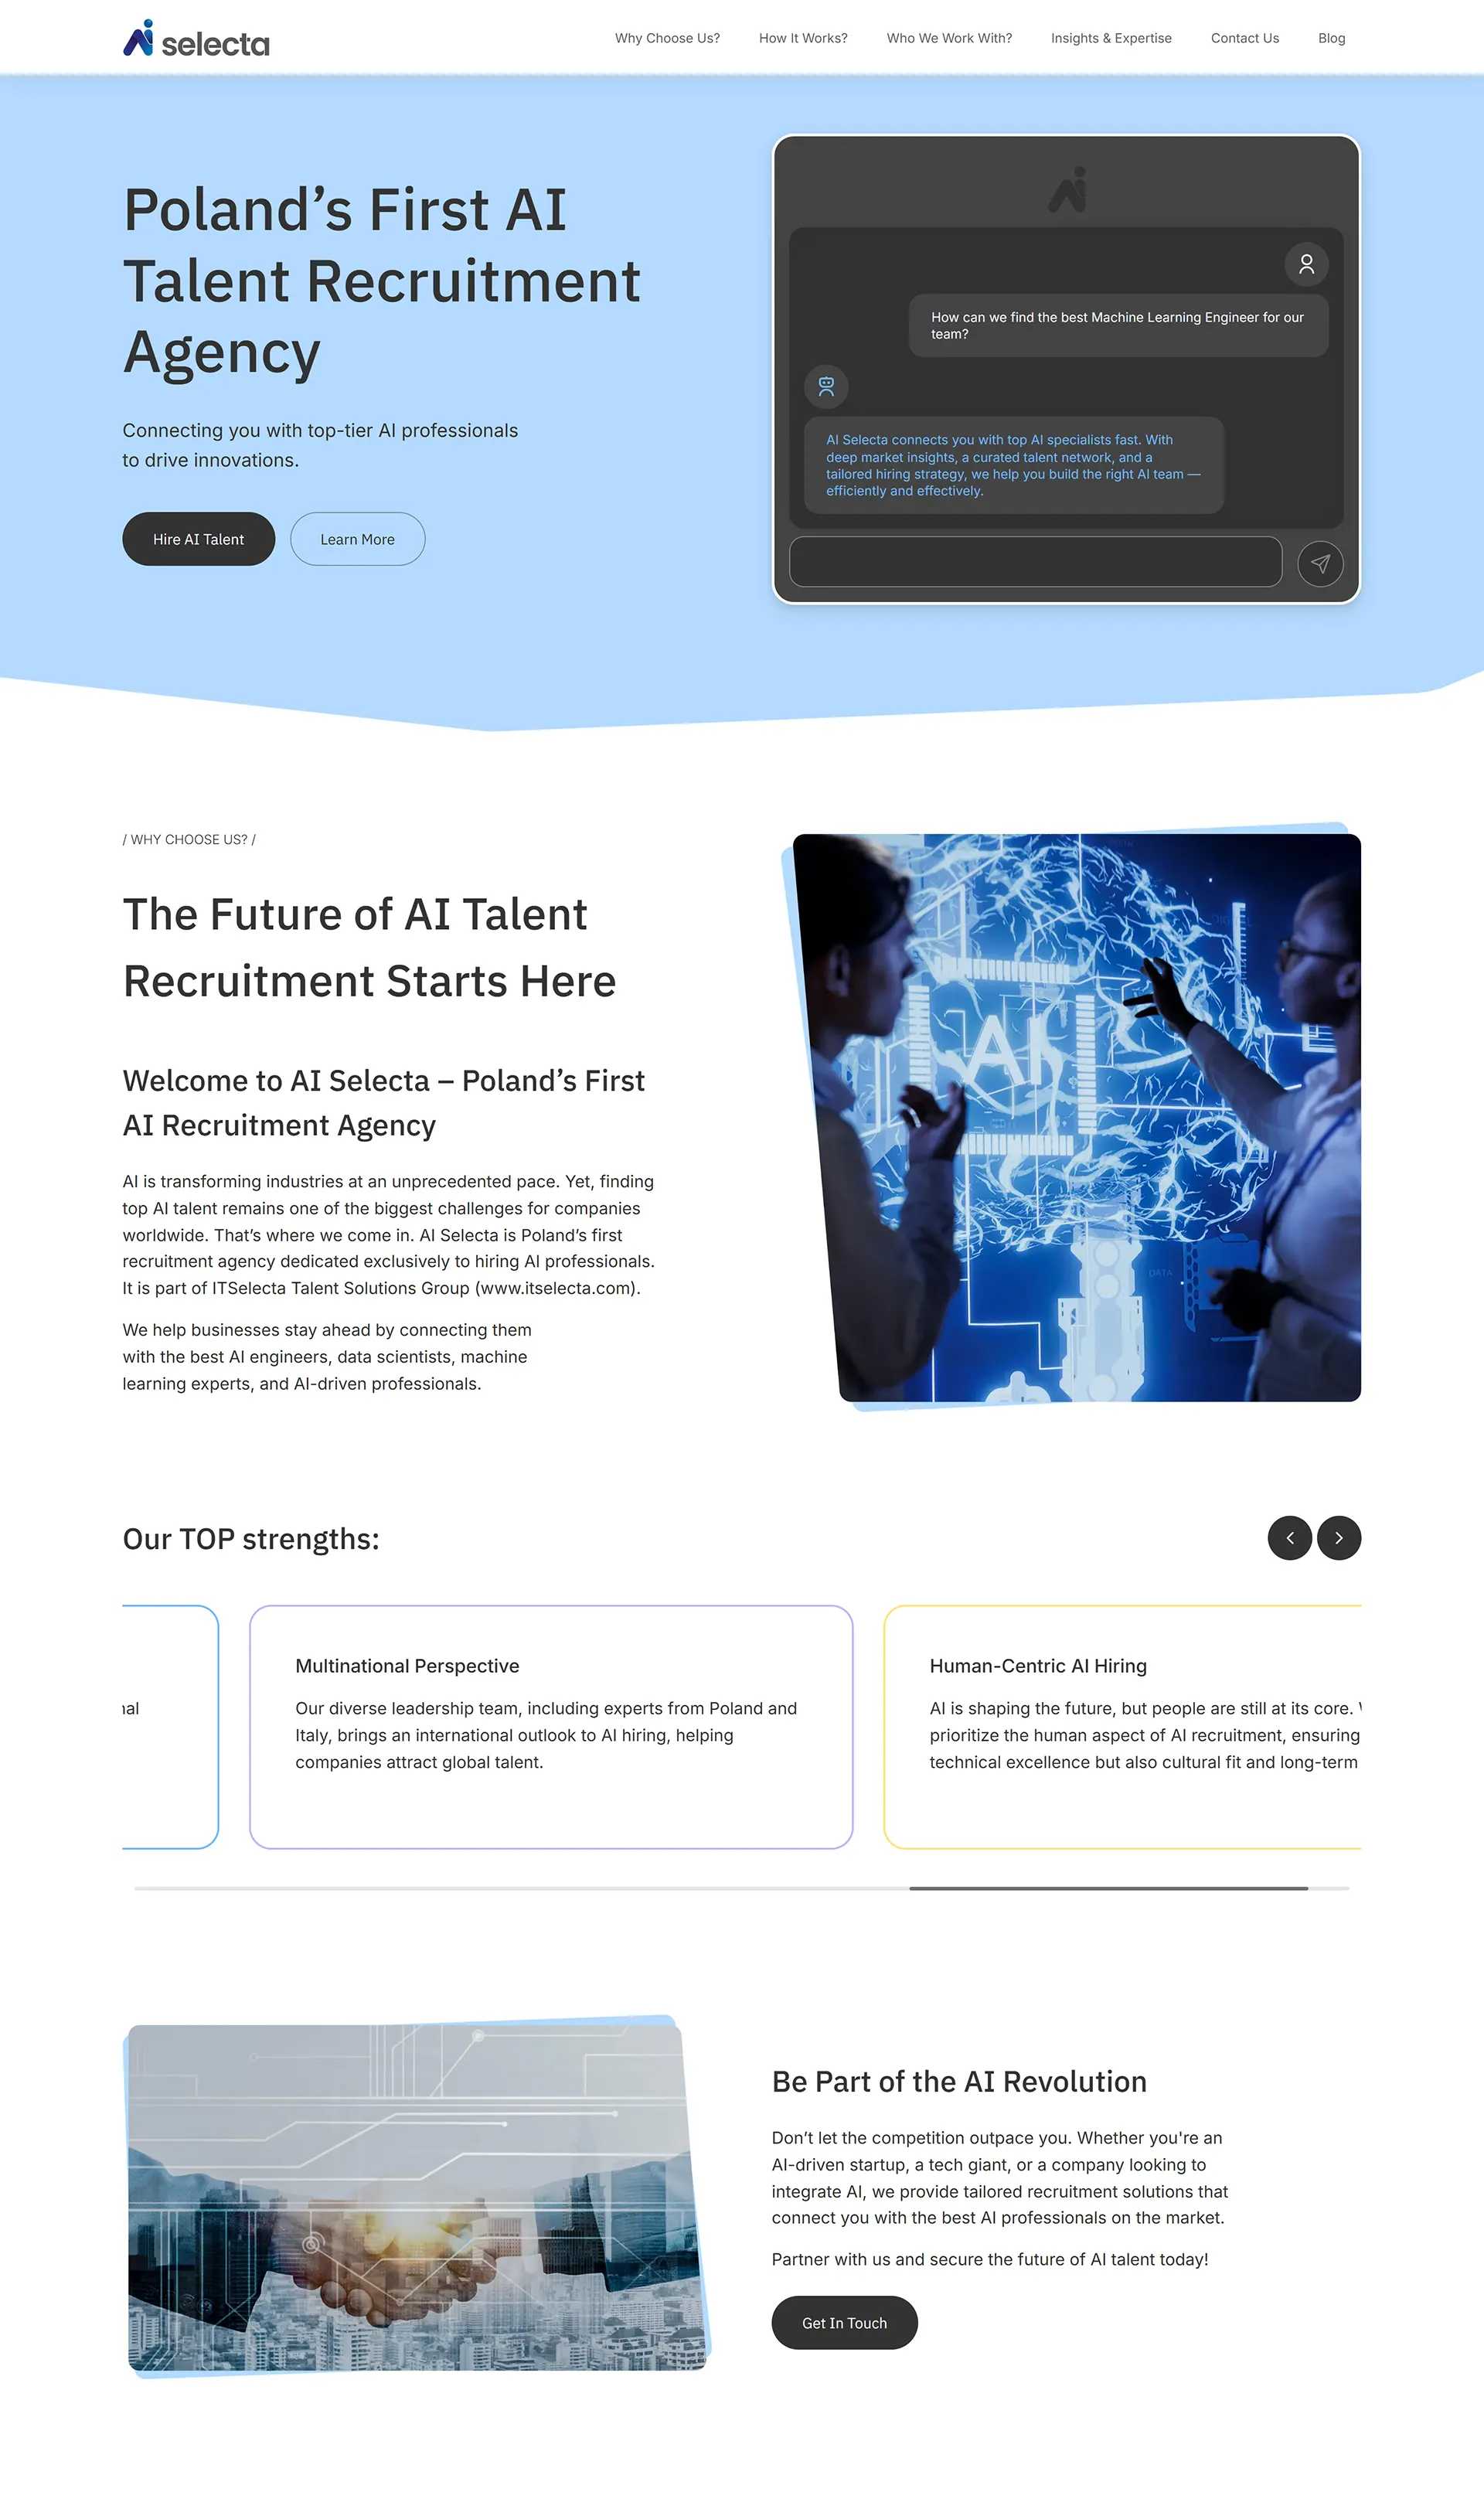 Ai selecta
Why Choose Us?
How It Works?
Who We Work With?
Insights & Expertise
Contact Us
Blog
Poland’s First AI
Talent Recruitment
Agency
Connecting you with top-tier AI professionals
to drive innovations.
Hire AI Talent
Learn More
How can we find the best Machine Learning Engineer for our
team?
AI Selecta connects you with top AI specialists fast. With
deep market insights, a curated talent network, and a
tailored hiring strategy, we help you build the right AI team —
efficiently and effectively.
/ WHY CHOOSE US? /
The Future of AI Talent
Recruitment Starts Here
Welcome to AI Selecta – Poland’s First
AI Recruitment Agency
AI is transforming industries at an unprecedented pace. Yet, finding
top AI talent remains one of the biggest challenges for companies
worldwide. That’s where we come in. AI Selecta is Poland’s first
recruitment agency dedicated exclusively to hiring AI professionals.
It is part of ITSelecta Talent Solutions Group (www.itselecta.com).
We help businesses stay ahead by connecting them
with the best AI engineers, data scientists, machine
learning experts, and AI-driven professionals.
AI
DATA
Our TOP strengths:
nal
Multinational Perspective
Our diverse leadership team, including experts from Poland and
Italy, brings an international outlook to AI hiring, helping
companies attract global talent.
Human-Centric AI Hiring
AI is shaping the future, but people are still at its core.
prioritize the human aspect of AI recruitment, ensuring
technical excellence but also cultural fit and long-term
Be Part of the AI Revolution
Don’t let the competition outpace you. Whether you're an
AI-driven startup, a tech giant, or a company looking to
integrate AI, we provide tailored recruitment solutions that
connect you with the best AI professionals on the market.
Partner with us and secure the future of AI talent today!
Get In Touch